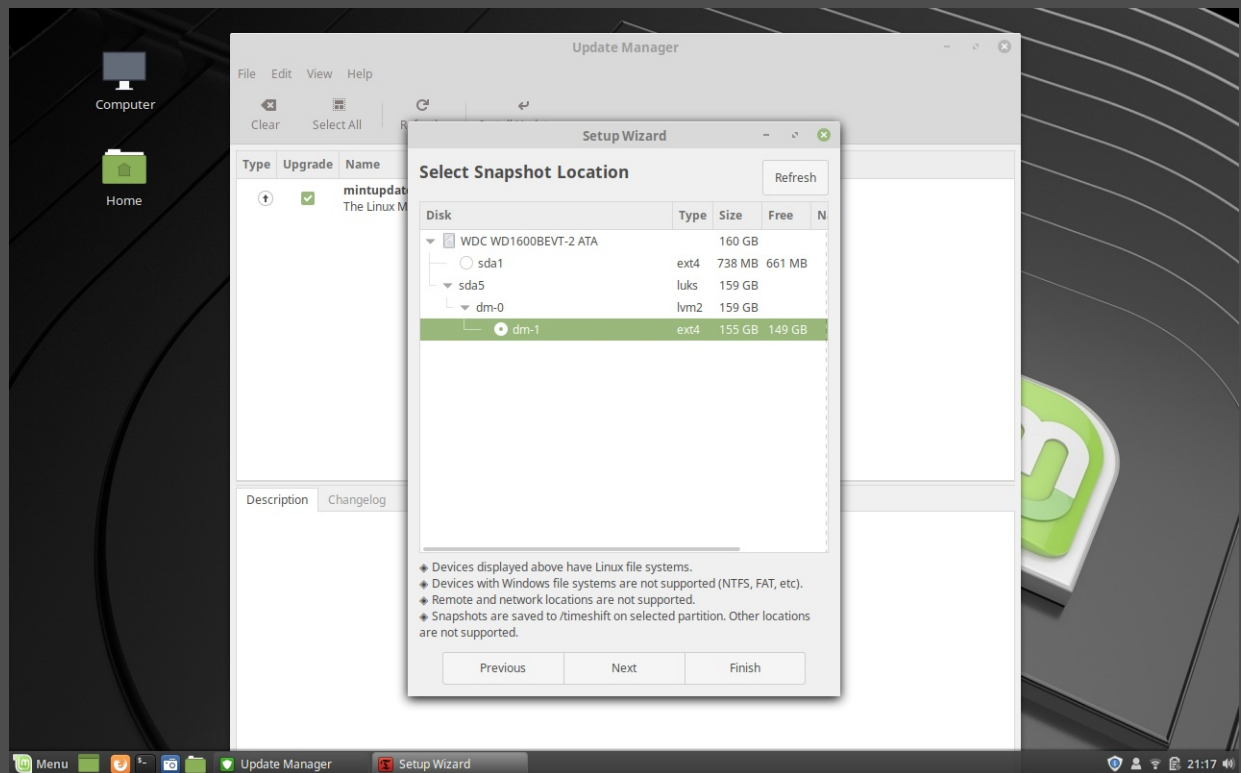 Update Manager
File Edit View Help
Clear Select All
Computer
Home
Type Upgrade Name
mintupdat
The Linux M
Description Changelog
Setup Wizard
Select Snapshot Location
Refresh
Disk Type Size Free N
WDC WD1600BEVT-2 ATA 160 GB
sda1 ext4 738 MB 661 MB
sda5 luks 159 GB
dm-0 lvm2 159 GB
dm-1 ext4 155 GB 149 GB
◈ Devices displayed above have Linux file systems.
◈ Devices with Windows file systems are not supported (NTFS, FAT, etc).
◈ Remote and network locations are not supported.
◈ Snapshots are saved to /timeshift on selected partition. Other locations
are not supported.
Previous Next Finish
Menu Update Manager Setup Wizard 21:17